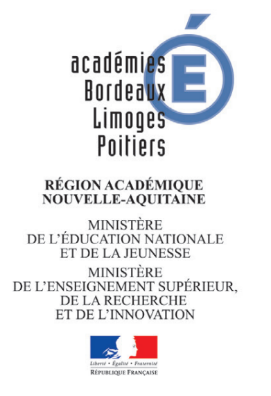 académies
Bordeaux
Limoges
Poitiers
É
RÉGION ACADÉMIQUE
NOUVELLE-AQUITAINE
MINISTÈRE
DE L'ÉDUCATION NATIONALE
ET DE LA JEUNESSE
MINISTÈRE
DE L'ENSEIGNEMENT SUPÉRIEUR,
DE LA RECHERCHE
ET DE L'INNOVATION
Liberté • Égalité • Fraternité
RÉPUBLIQUE FRANÇAISE